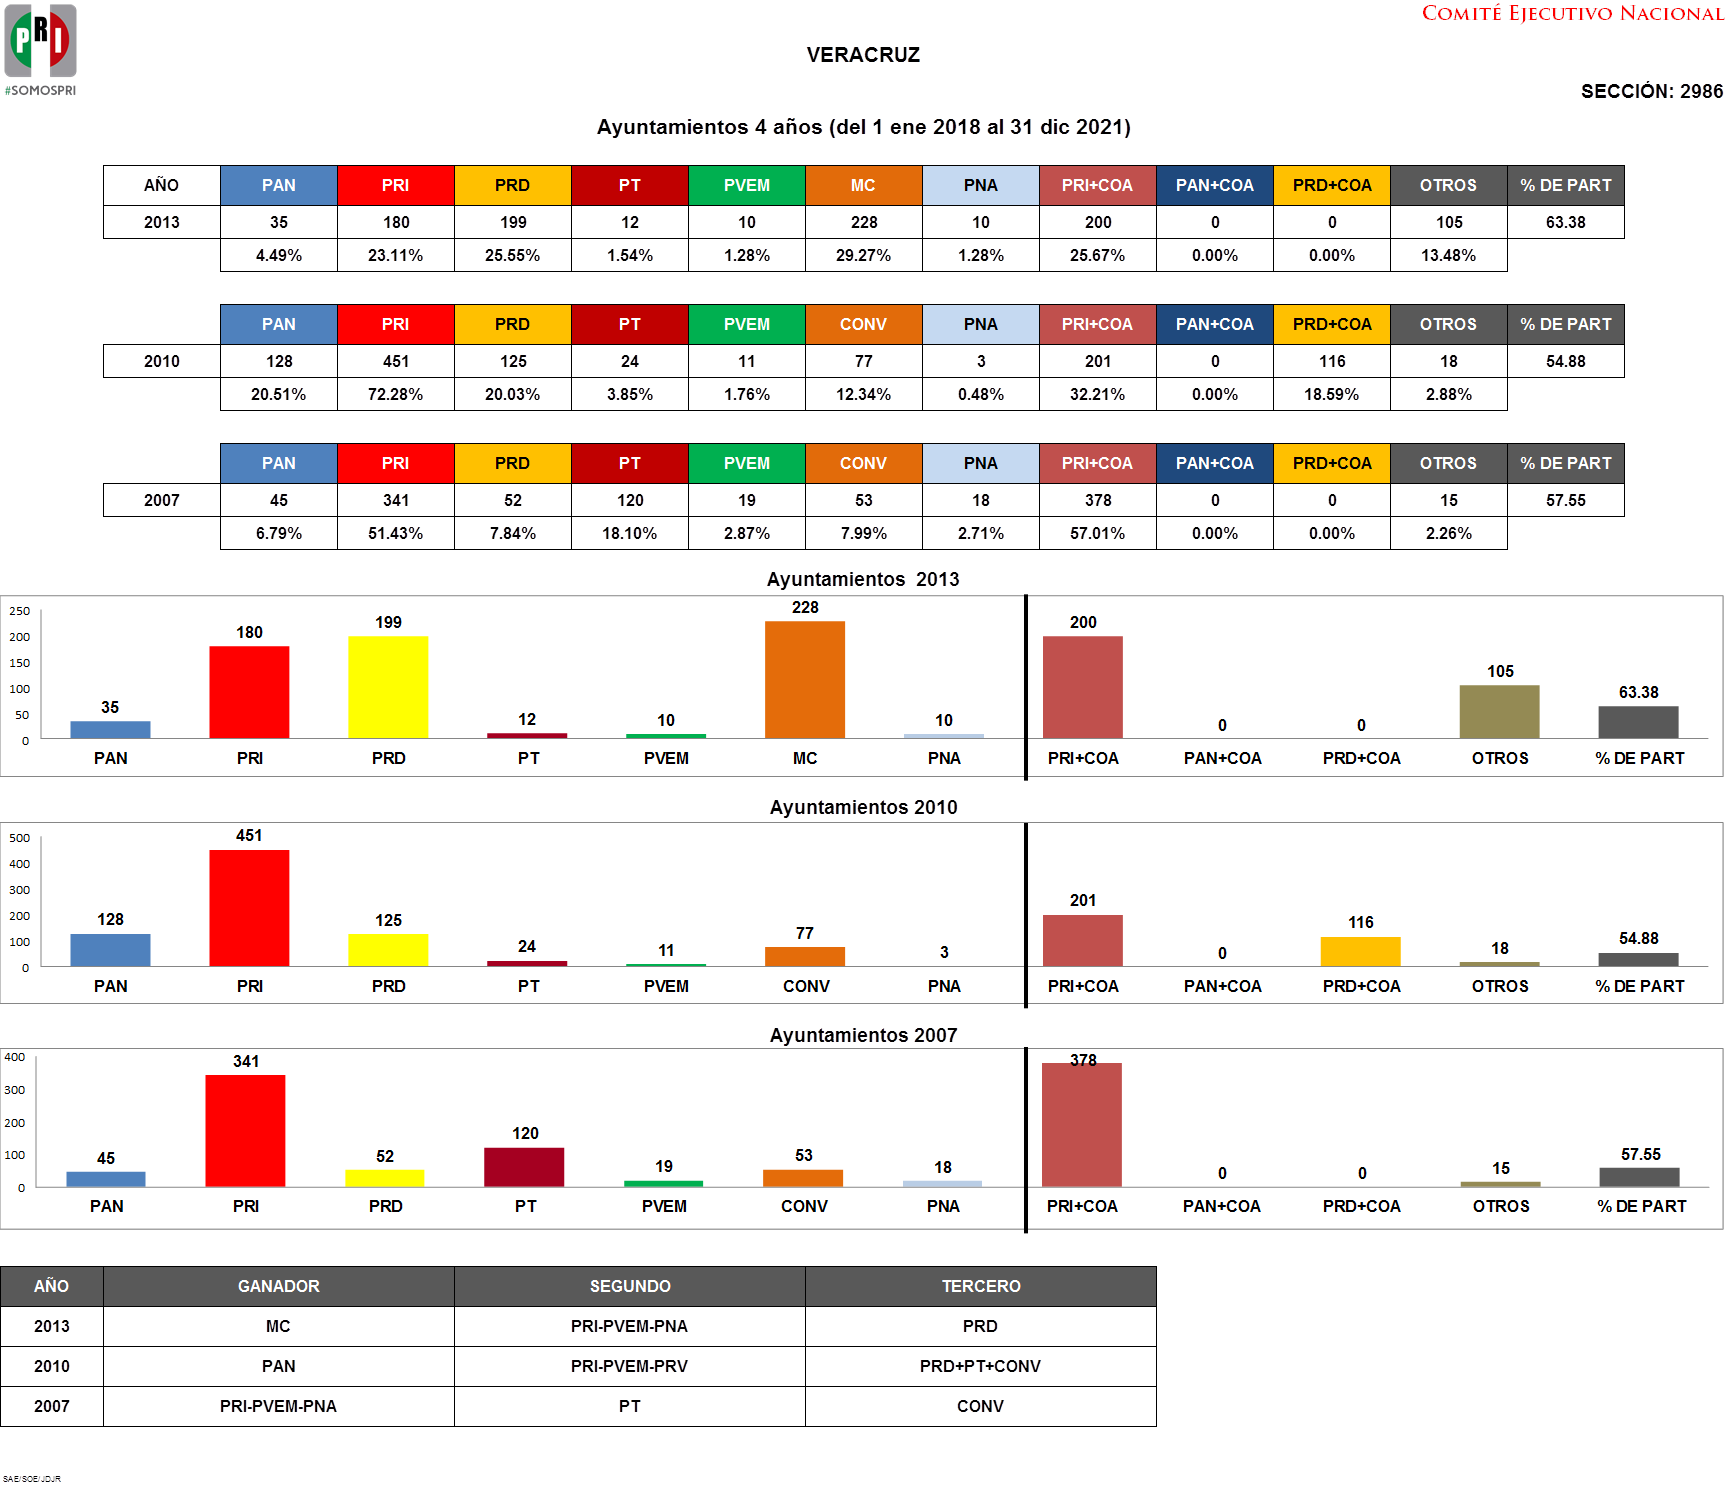 PRI
#SOMOSPRI
COMITÉ EJECUTIVO NACIONAL
VERACRUZ
SECCIÓN: 2986
Ayuntamientos 4 años (del 1 ene 2018 al 31 dic 2021)
AÑO PAN PRI PRD PT PVEM MC PNA PRI+COA PAN+COA PRD+COA OTROS % DE PART
2013 35 180 199 12 10 228 10 200 0 0 105 63.38
4.49% 23.11% 25.55% 1.54% 1.28% 29.27% 1.28% 25.67% 0.00% 0.00% 13.48%
PAN PRI PRD PT PVEM CONV PNA PRI+COA PAN+COA PRD+COA OTROS % DE PART
2010 128 451 125 24 11 77 3 201 0 116 18 54.88
20.51% 72.28% 20.03% 3.85% 1.76% 12.34% 0.48% 32.21% 0.00% 18.59% 2.88%
PAN PRI PRD PT PVEM CONV PNA PRI+COA PAN+COA PRD+COA OTROS % DE PART
2007 45 341 52 120 19 53 18 378 0 0 15 57.55
6.79% 51.43% 7.84% 18.10% 2.87% 7.99% 2.71% 57.01% 0.00% 0.00% 2.26%
Ayuntamientos 2013
250
200
150
100
50
0
35 180 199 12 10 228 10 200 0 0 105 63.38
PAN PRI PRD PT PVEM MC PNA PRI+COA PAN+COA PRD+COA OTROS % DE PART
Ayuntamientos 2010
500
400
300
200
100
0
128 451 125 24 11 77 3 201 0 116 18 54.88
PAN PRI PRD PT PVEM CONV PNA PRI+COA PAN+COA PRD+COA OTROS % DE PART
Ayuntamientos 2007
400
300
200
100
0
45 341 52 120 19 53 18 378 0 0 15 57.55
PAN PRI PRD PT PVEM CONV PNA PRI+COA PAN+COA PRD+COA OTROS % DE PART
AÑO GANADOR SEGUNDO TERCERO
2013 MC PRI-PVEM-PNA PRD
2010 PAN PRI-PVEM-PRV PRD+PT+CONV
2007 PRI-PVEM-PNA PT CONV
SAE/SOE/JDJR